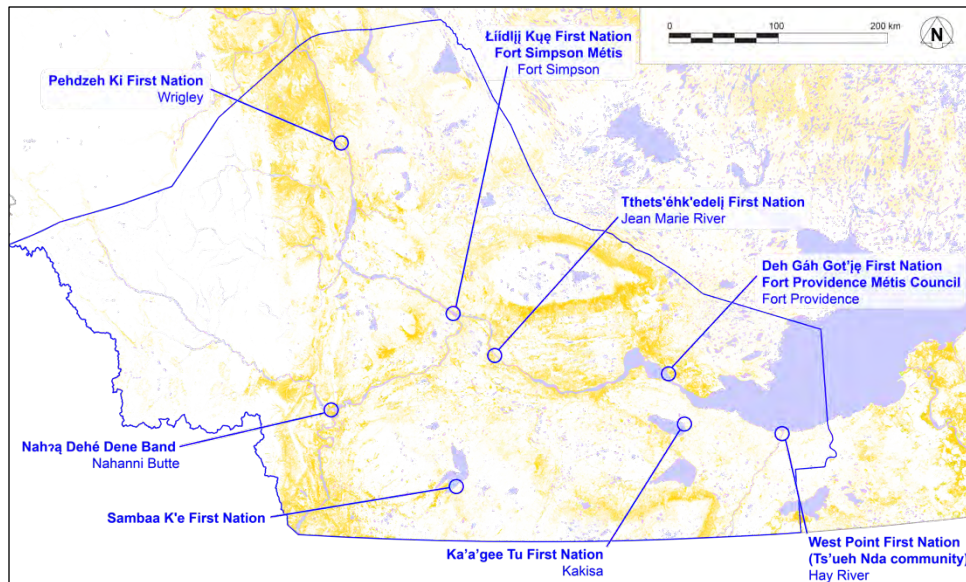 0 100 200 km
N
Łíídlįį Kųę First Nation
Fort Simpson Métis
Fort Simpson
Pehdzeh Ki First Nation
Wrigley
Tthets'éhk'edelį First Nation
Jean Marie River
Deh Gáh Got'įę First Nation
Fort Providence Métis Council
Fort Providence
Nahɂą Dehé Dene Band
Nahanni Butte
Sambaa K'e First Nation
Ka'a'gee Tu First Nation
Kakisa
West Point First Nation
(Ts'ueh Nda community)
Hay River